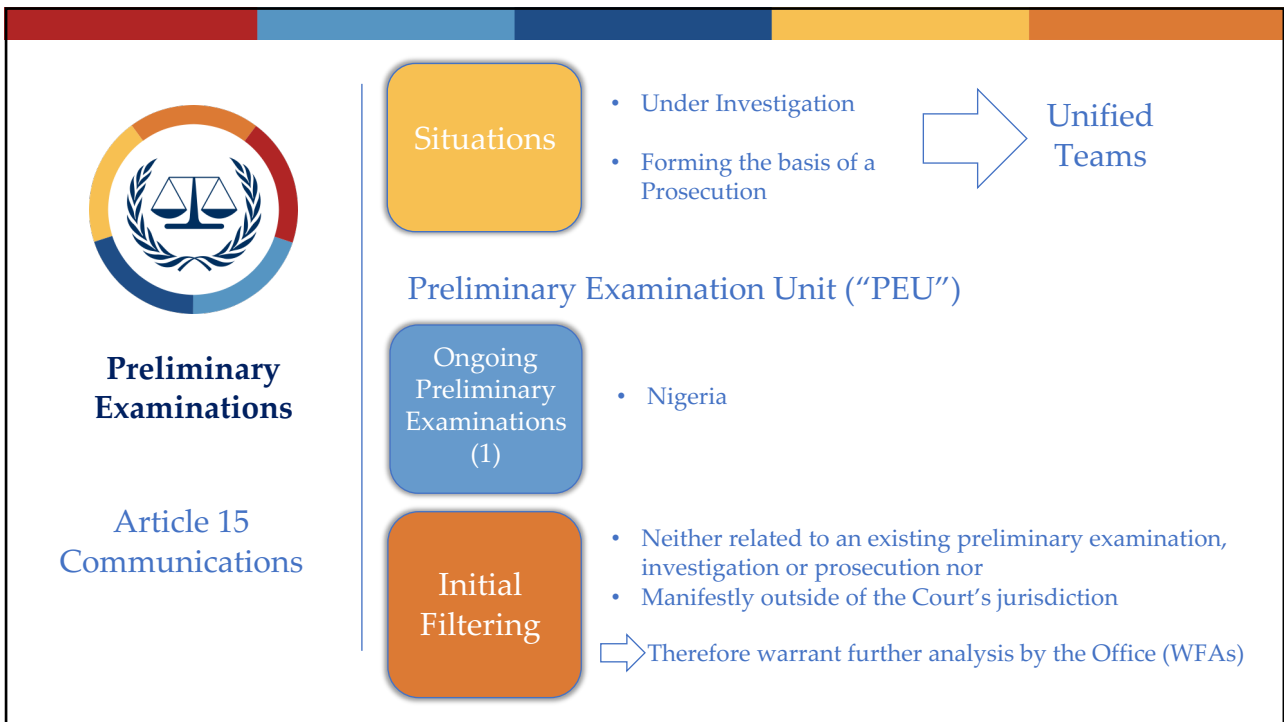 Preliminary
Examinations
Article 15
Communications
Situations
• Under Investigation
• Forming the basis of a
Prosecution
Unified
Teams
Preliminary Examination Unit (“PEU”)
Ongoing
Preliminary
Examinations
(1)
• Nigeria
Initial
Filtering
• Neither related to an existing preliminary examination,
investigation or prosecution nor
• Manifestly outside of the Court’s jurisdiction
Therefore warrant further analysis by the Office (WFAs)